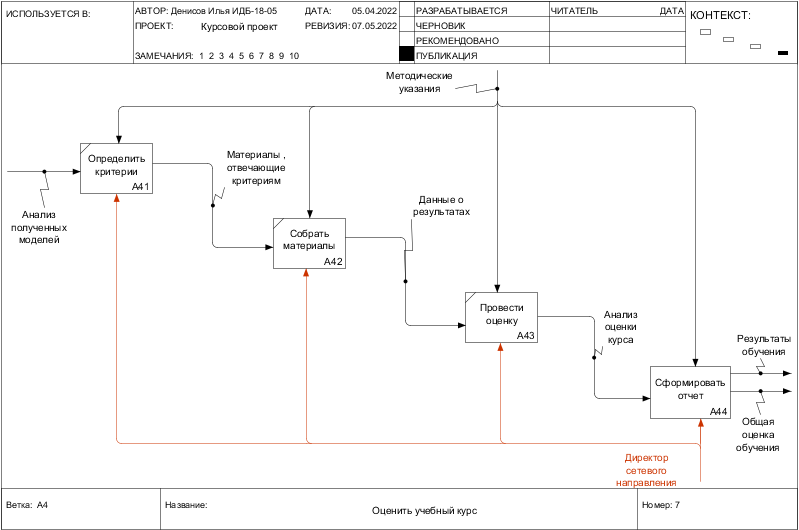 ИСПОЛЬЗУЕТСЯ В:
АВТОР: Денисов Илья ИДБ-18-05
ДАТА: 05.04.2022
ПРОЕКТ: Курсовой проект
РЕВИЗИЯ: 07.05.2022
ЗАМЕЧАНИЯ: 1 2 3 4 5 6 7 8 9 10
РАЗРАБАТЫВАЕТСЯ
ЧЕРНОВИК
РЕКОМЕНДОВАНО
ПУБЛИКАЦИЯ
ЧИТАТЕЛЬ
ДАТА
КОНТЕКСТ:
Методические
указания
Определить
критерии
A41
Анализ
полученных
моделей
Материалы ,
отвечающие
критериям
Собрать
материалы
A42
Данные о
результатах
Провести
оценку
A43
Анализ
оценки
курса
Сформировать
отчет
A44
Результаты
обучения
Общая
оценка
обучения
Директор
сетевого
направления
Ветка: A4
Название:
Оценить учебный курс
Номер: 7